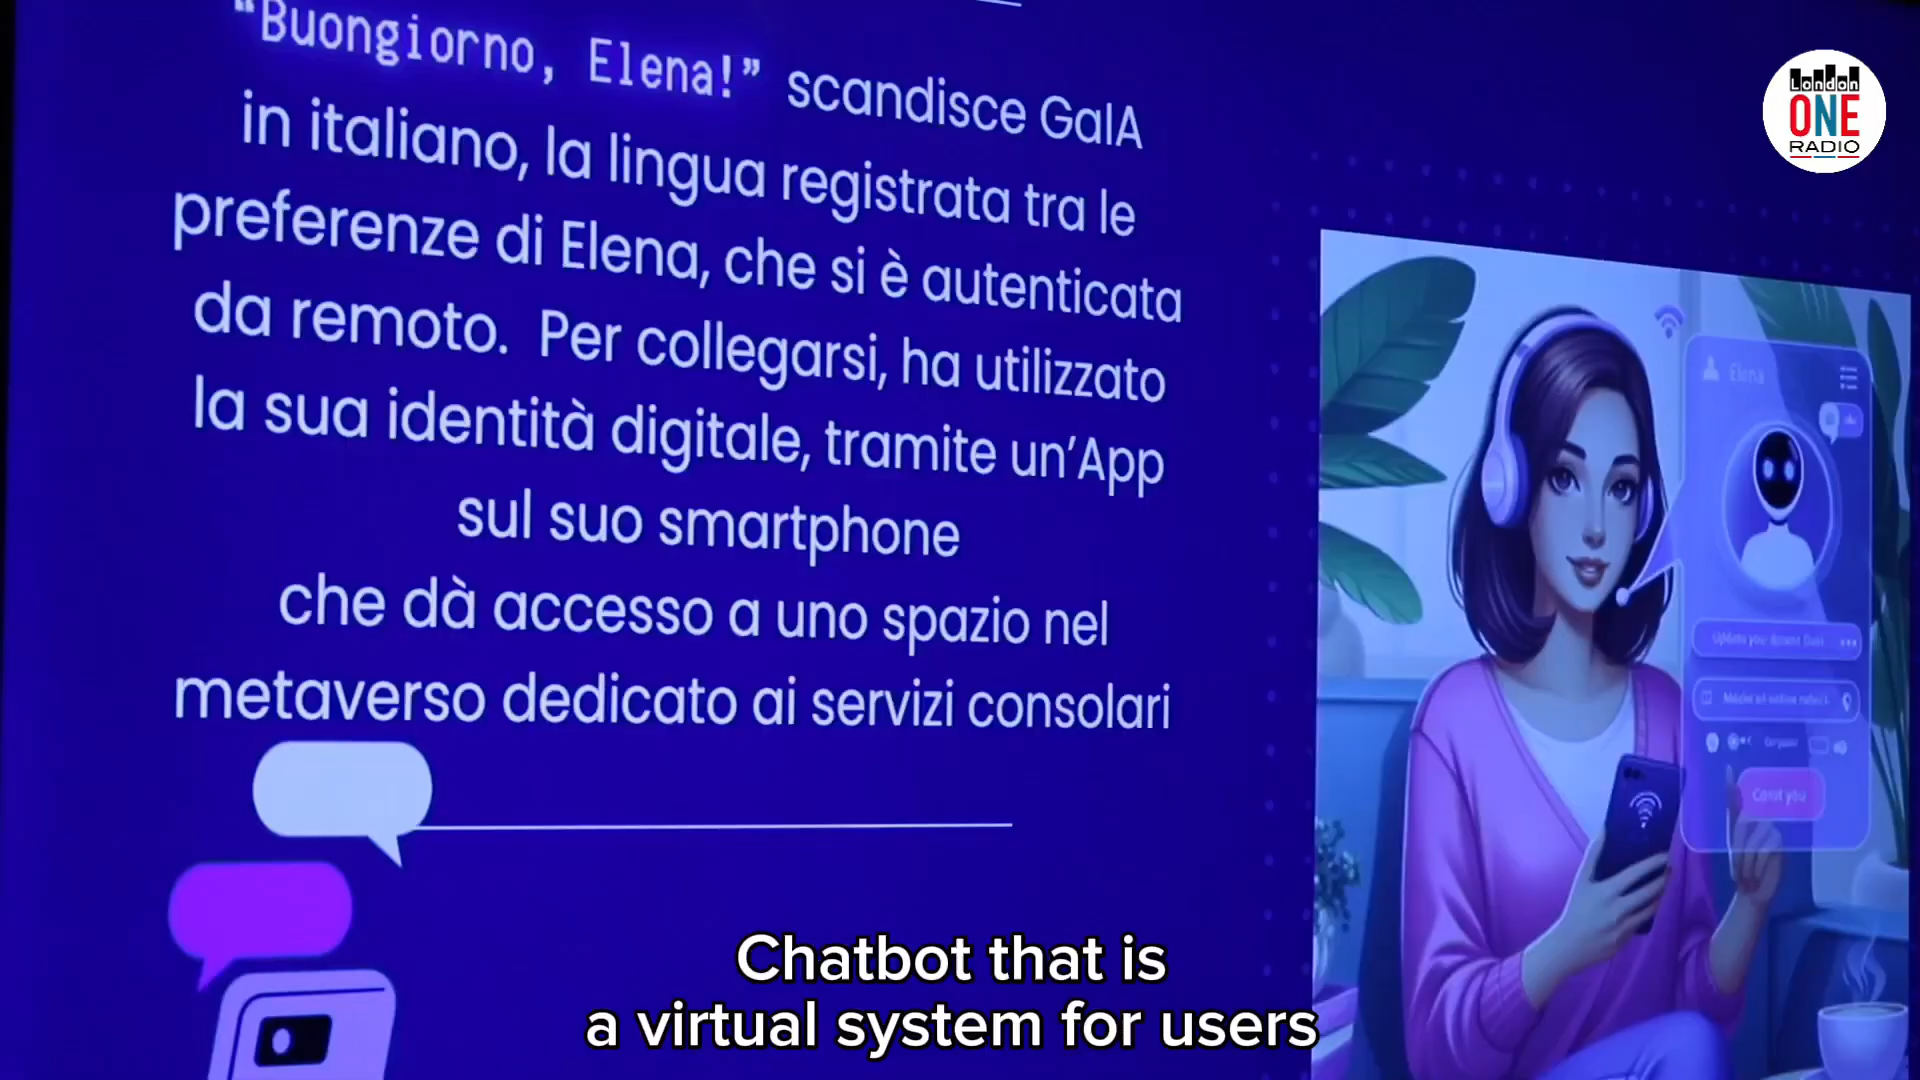 “Buongiorno, Elena!” scandisce GaIA
in italiano, la lingua registrata tra le
preferenze di Elena, che si è autenticata
da remoto. Per collegarsi, ha utilizzato
la sua identità digitale, tramite un’App
sul suo smartphone
che dà accesso a uno spazio nel
metaverso dedicato ai servizi consolari
London
ONE
RADIO
Elena
Chatbot that is
a virtual system for users